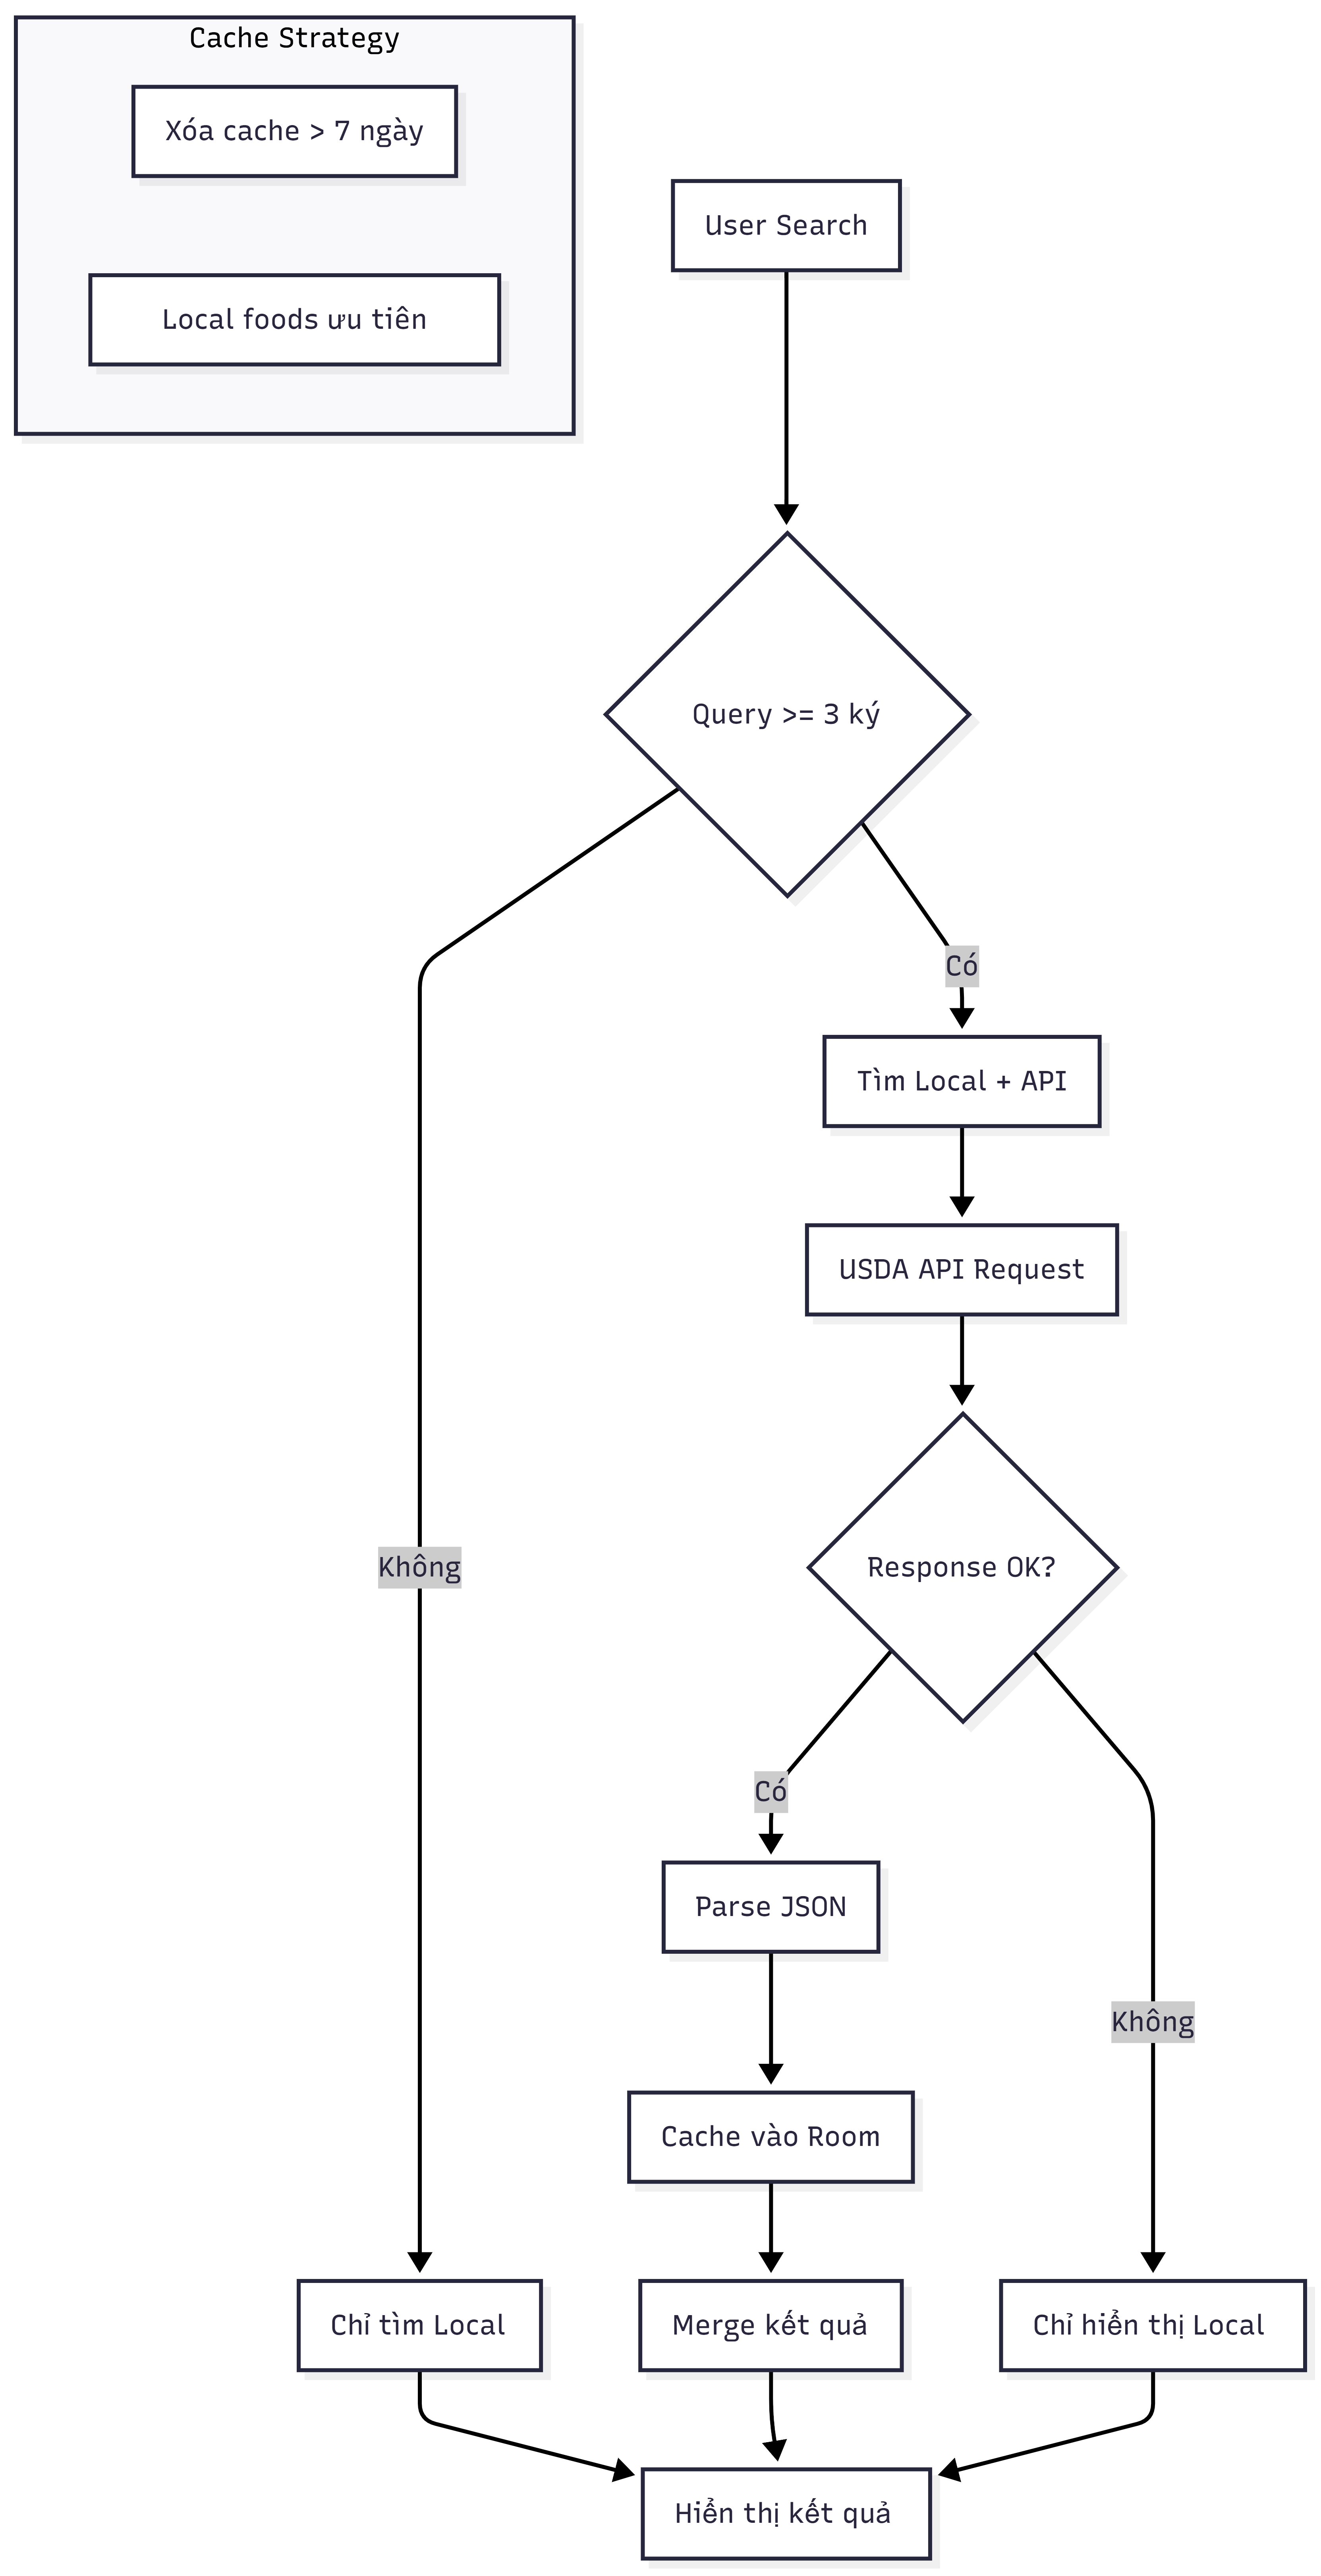 Cache Strategy
Xóa cache > 7 ngày
Local foods ưu tiên
User Search
Query >= 3 ký
Có
Tìm Local + API
USDA API Request
Không
Response OK?
Có
Parse JSON
Không
Cache vào Room
Chỉ tìm Local
Merge kết quả
Chỉ hiển thị Local
Hiển thị kết quả